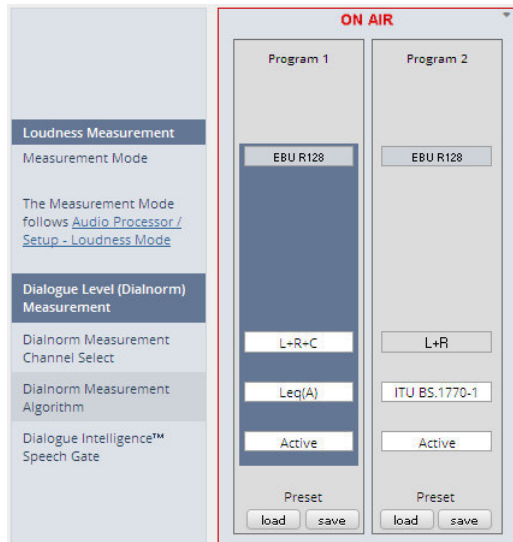 ON AIR
Program 1
Program 2
Loudness Measurement
Measurement Mode
EBU R128
EBU R128
The Measurement Mode
follows Audio Processor /
Setup - Loudness Mode
Dialogue Level (Dialnorm)
Measurement
Dialnorm Measurement
Channel Select
L+R+C
L+R
Dialnorm Measurement
Algorithm
Leq(A)
ITU BS.1770-1
Dialogue Intelligence™
Speech Gate
Active
Active
Preset
Preset
load
save
load
save